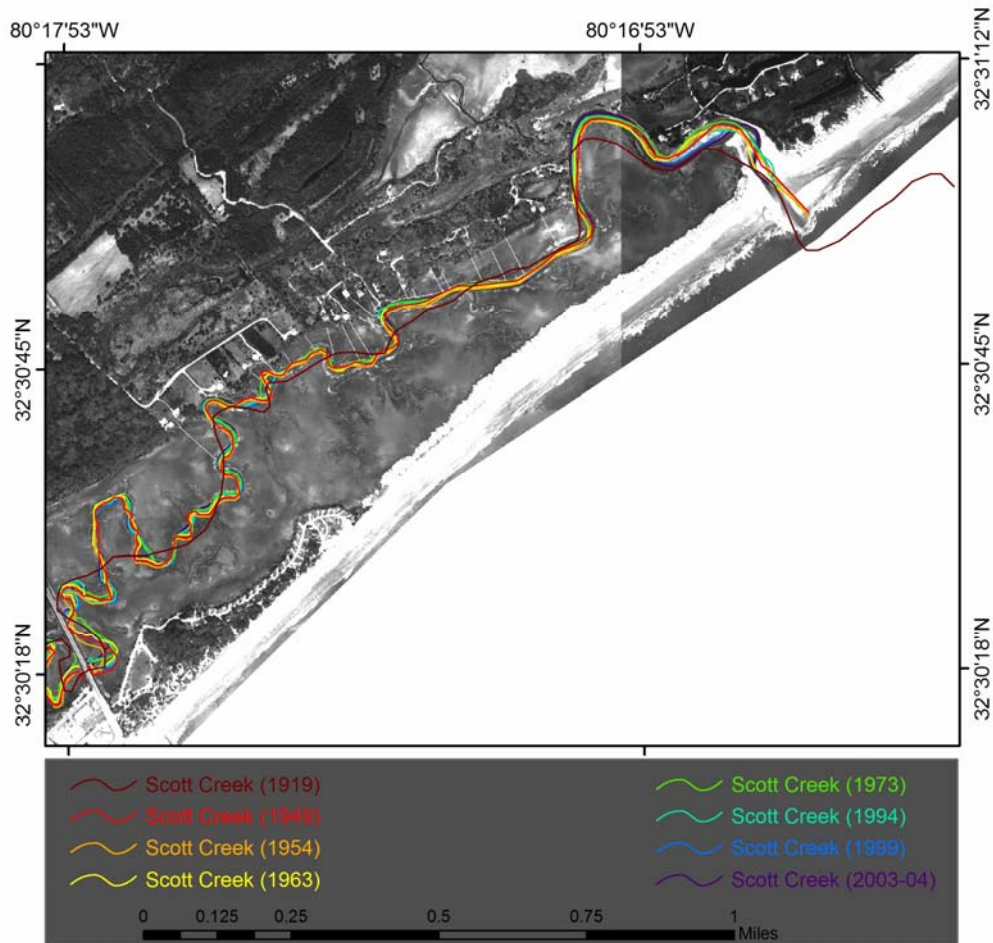 80°17'53"W 80°16'53"W
32°31'12"N
32°30'45"N 32°30'45"N
32°30'18"N 32°30'18"N
Scott Creek (1919) Scott Creek (1973)
Scott Creek (1949) Scott Creek (1994)
Scott Creek (1954) Scott Creek (1999)
Scott Creek (1963) Scott Creek (2003-04)
0 0.125 0.25 0.5 0.75 1
Miles